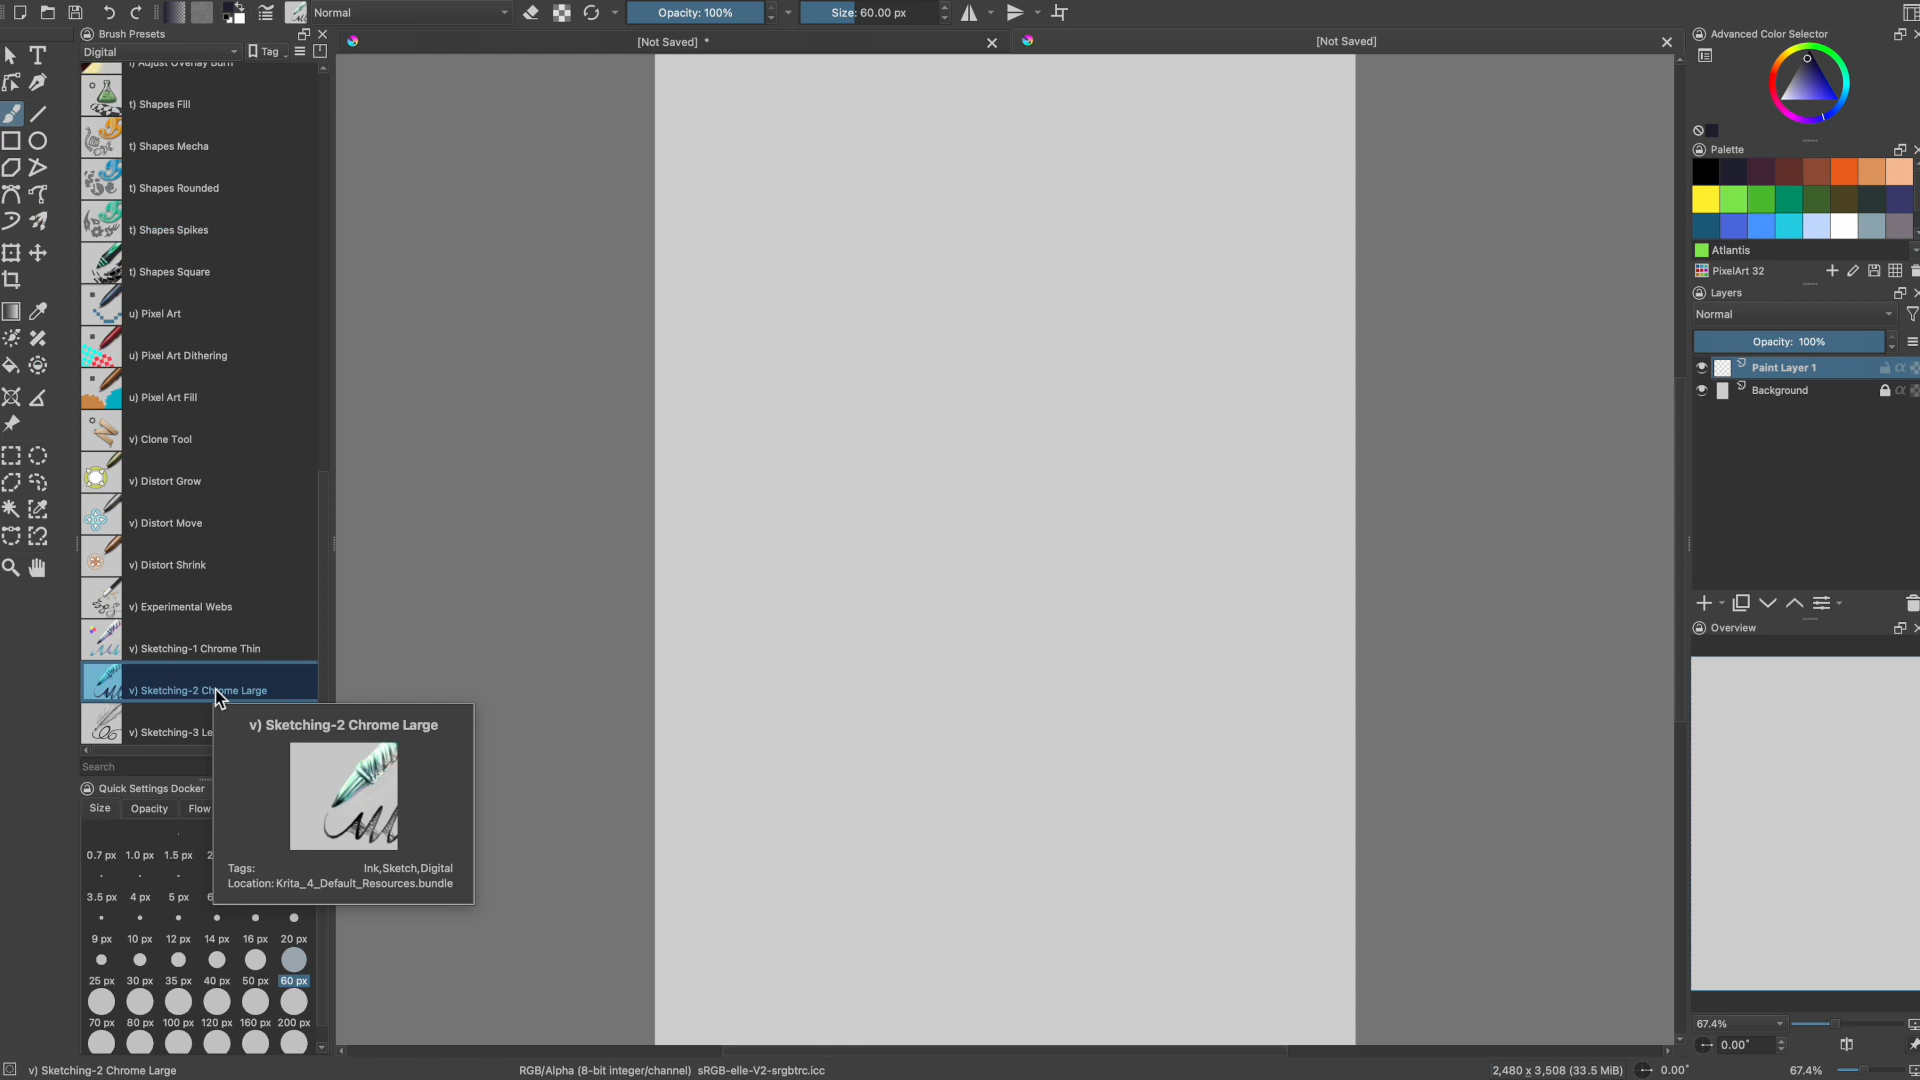 Normal
Opacity: 100%
Size: 60.00 px
Brush Presets
Digital
Tag
[Not Saved] *
[Not Saved]
t) Shapes Fill
t) Shapes Mecha
t) Shapes Rounded
t) Shapes Spikes
t) Shapes Square
u) Pixel Art
u) Pixel Art Dithering
u) Pixel Art Fill
v) Clone Tool
v) Distort Grow
v) Distort Move
v) Distort Shrink
v) Experimental Webs
v) Sketching-1 Chrome Thin
v) Sketching-2 Chrome Large
v) Sketching-3 Le
v) Sketching-2 Chrome Large
Tags: Ink,Sketch,Digital
Location: Krita_4_Default_Resources.bundle
Search
Quick Settings Docker
Size Opacity Flow
0.7 px 1.0 px 1.5 px 2
3.5 px 4 px 5 px 6
9 px 10 px 12 px 14 px 16 px 20 px
25 px 30 px 35 px 40 px 50 px 60 px
70 px 80 px 100 px 120 px 160 px 200 px
Advanced Color Selector
Palette
Atlantis
PixelArt 32
Layers
Normal
Opacity: 100%
Paint Layer 1
Background
Overview
67.4%
0.00°
v) Sketching-2 Chrome Large
RGB/Alpha (8-bit integer/channel) sRGB-elle-V2-srgbtrc.icc
2,480 x 3,508 (33.5 MiB)
0.00°
67.4%